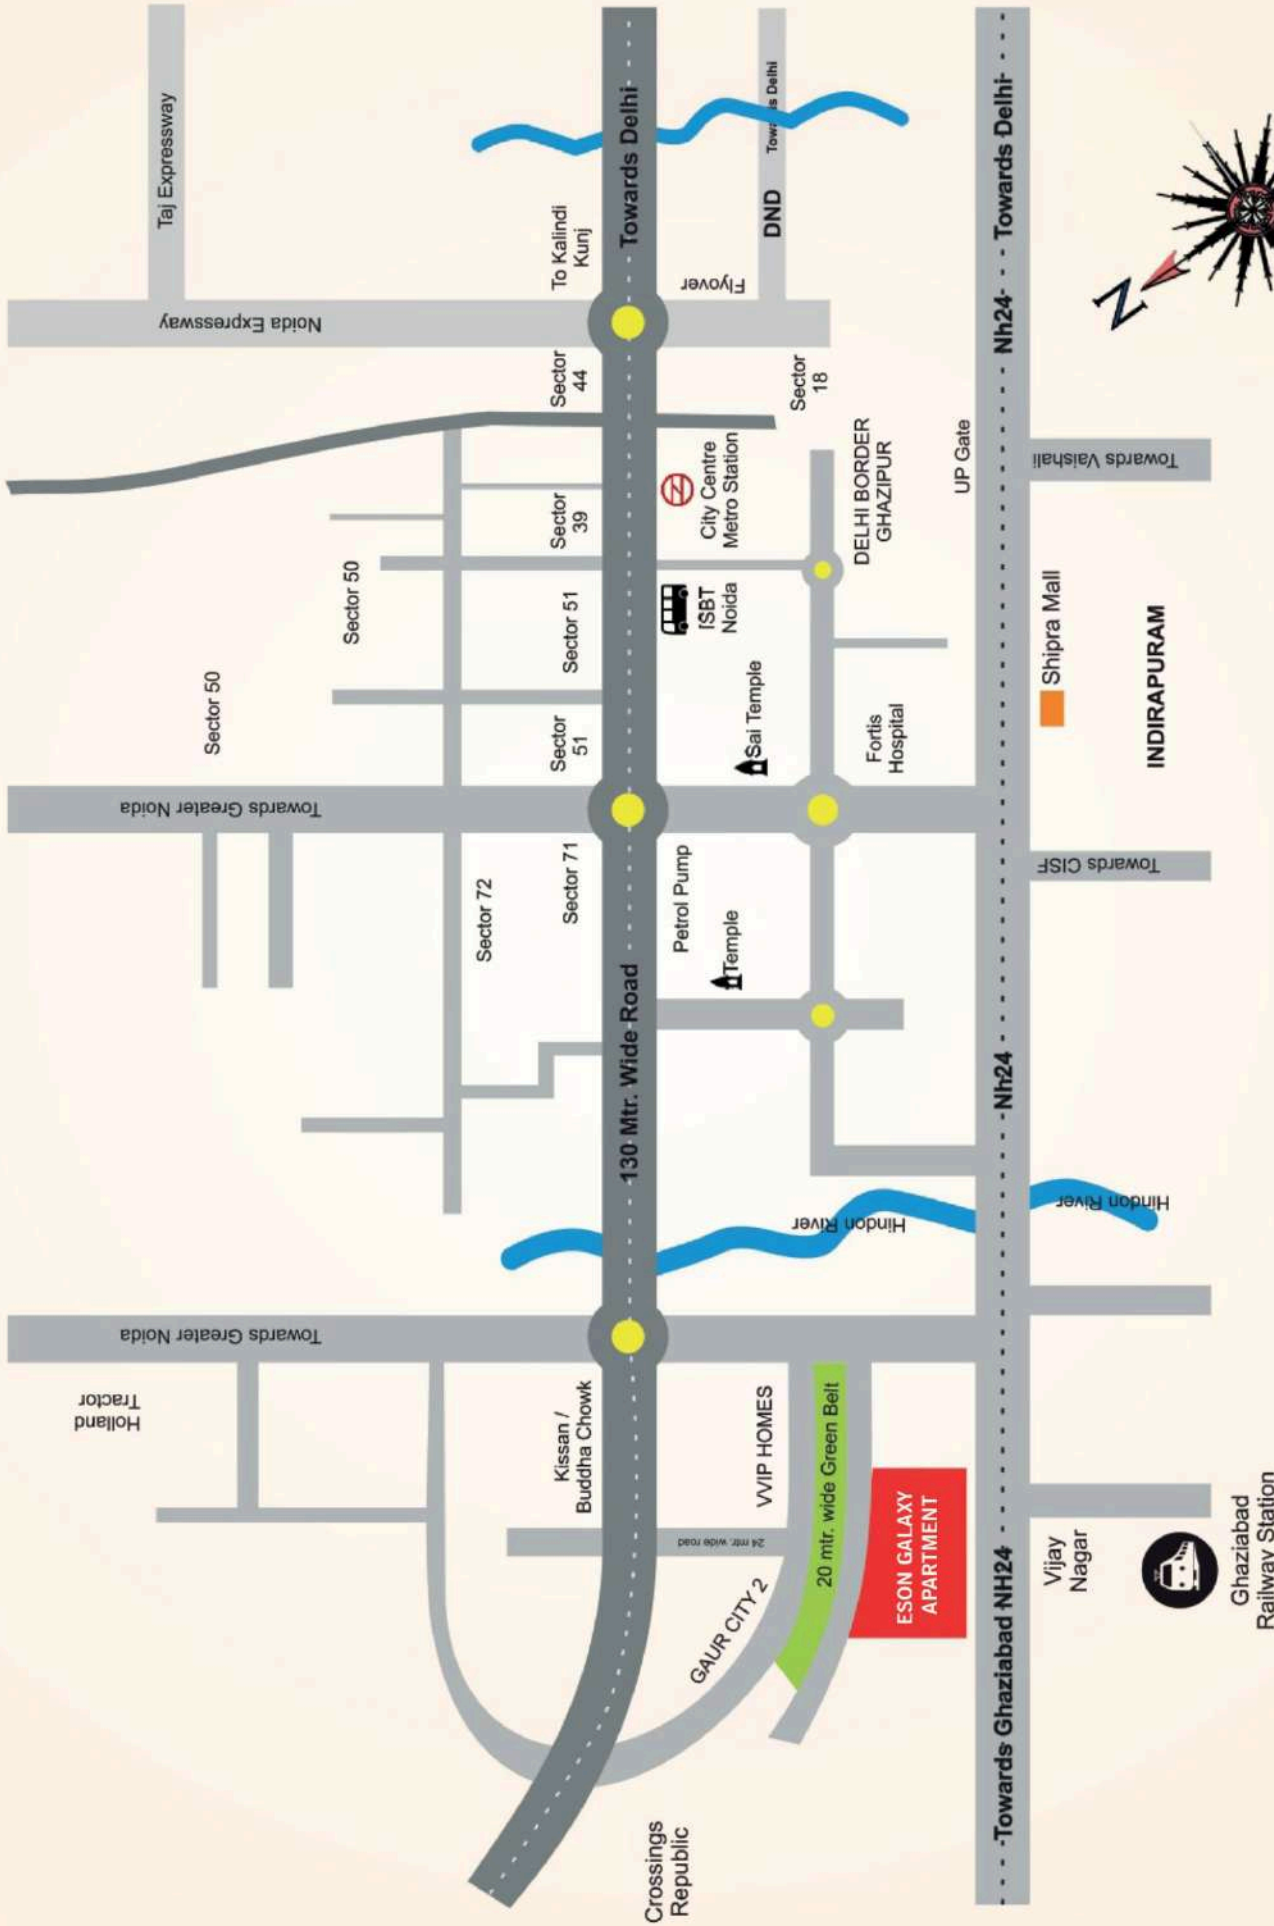 Taj Expressway
Noida Expressway
To Kalindi
Kunj
Towards Delhi
Flyover
DND
Towards Delhi
Sector
44
Sector
18
Sector
39
City Centre
Metro Station
DELHI BORDER
GHAZIPUR
UP Gate
Nh24
Towards Delhi
Towards Vaishali
N
Sector 50
Sector 50
Sector 51
Sector
51
ISBT
Noida
Sai Temple
Fortis
Hospital
Shipra Mall
INDIRAPURAM
Towards Greater Noida
Sector 72
Sector 71
Petrol Pump
Temple
Towards CISF
130 Mtr. Wide Road
Nh24
Hindon River
Hindon River
Towards Greater Noida
Holland
Tractor
Kissan /
Buddha Chowk
VVIP HOMES
24 mtr. wide road
20 mtr. wide Green Belt
GAUR CITY 2
ESON GALAXY
APARTMENT
Crossings
Republic
Towards Ghaziabad NH24
Vijay
Nagar
Ghaziabad
Railway Station